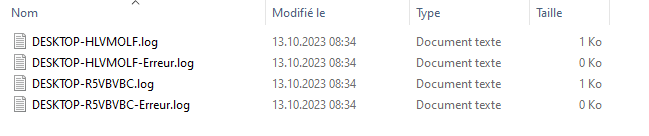 Nom Modifié le Type Taille
DESKTOP-HLVMOLF.log 13.10.2023 08:34 Document texte 1 Ko
DESKTOP-HLVMOLF-Erreur.log 13.10.2023 08:34 Document texte 0 Ko
DESKTOP-R5VBVBC.log 13.10.2023 08:34 Document texte 1 Ko
DESKTOP-R5VBVBC-Erreur.log 13.10.2023 08:34 Document texte 0 Ko